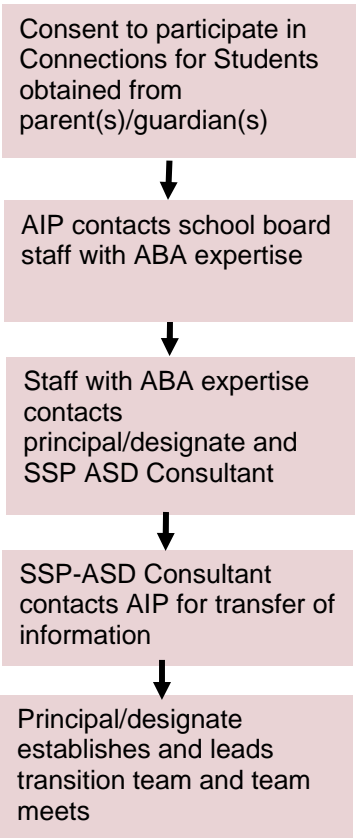 Consent to participate in
Connections for Students
obtained from
parent(s)/guardian(s)
AIP contacts school board
staff with ABA expertise
Staff with ABA expertise
contacts
principal/designate and
SSP ASD Consultant
SSP-ASD Consultant
contacts AIP for transfer of
information
Principal/designate
establishes and leads
transition team and team
meets